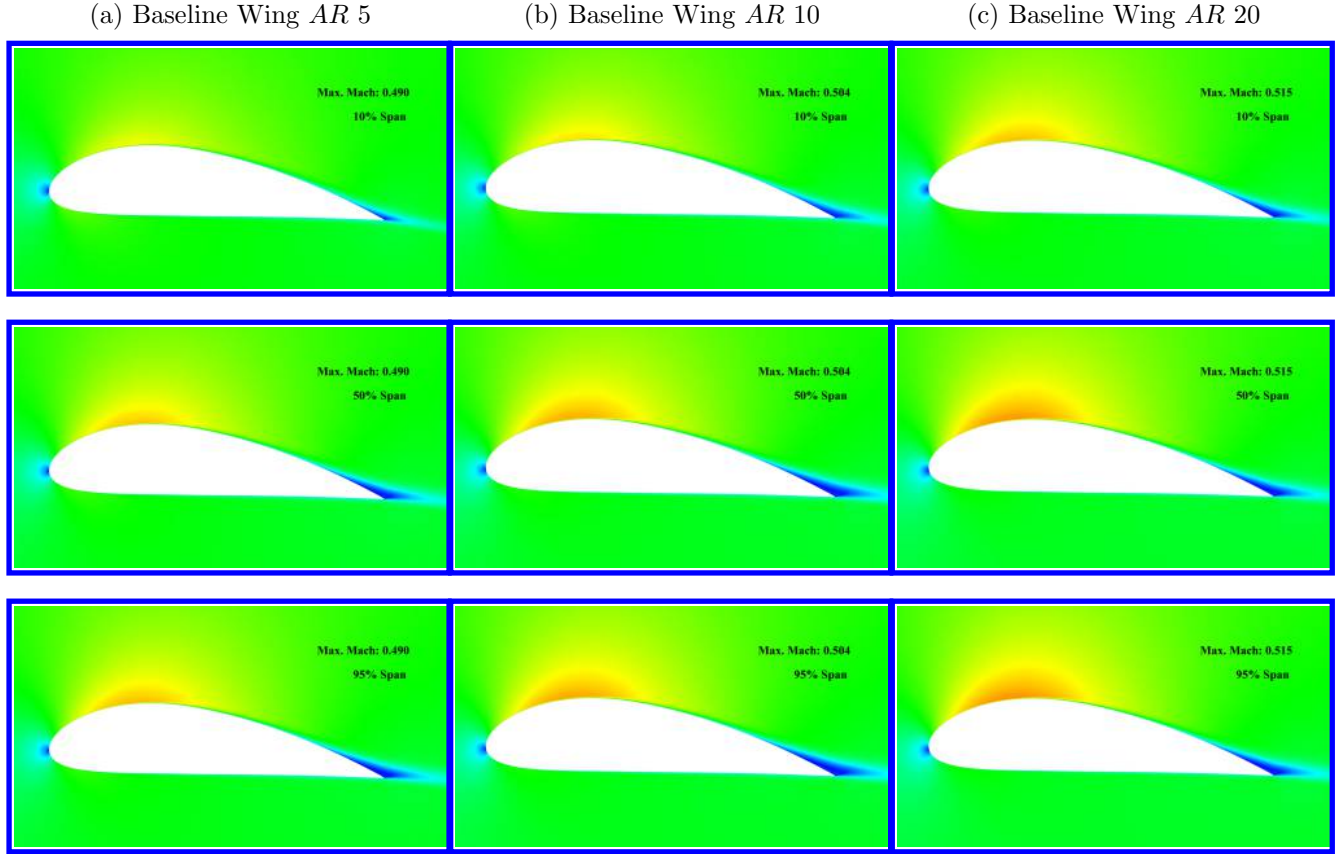 (a) Baseline Wing AR 5
(b) Baseline Wing AR 10
(c) Baseline Wing AR 20
Max. Mach: 0.490
10% Span
Max. Mach: 0.504
10% Span
Max. Mach: 0.515
10% Span
Max. Mach: 0.490
50% Span
Max. Mach: 0.504
50% Span
Max. Mach: 0.515
50% Span
Max. Mach: 0.490
95% Span
Max. Mach: 0.504
95% Span
Max. Mach: 0.515
95% Span